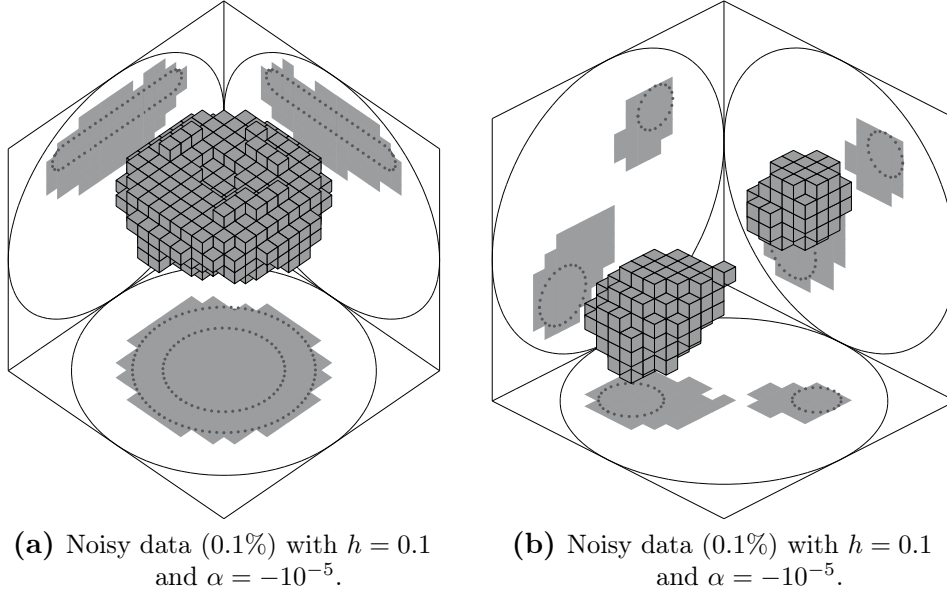 (a) Noisy data (0.1%) with h = 0.1
and α = −10⁻⁵.
(b) Noisy data (0.1%) with h = 0.1
and α = −10⁻⁵.